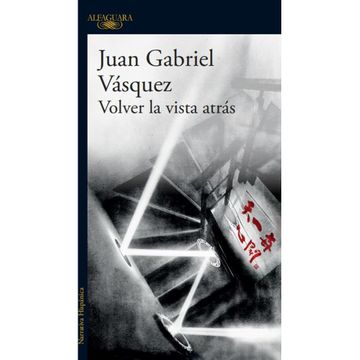 ALFAGUARA
Juan Gabriel
Vásquez
Volver la vista atrás
Narrativa Hispánica